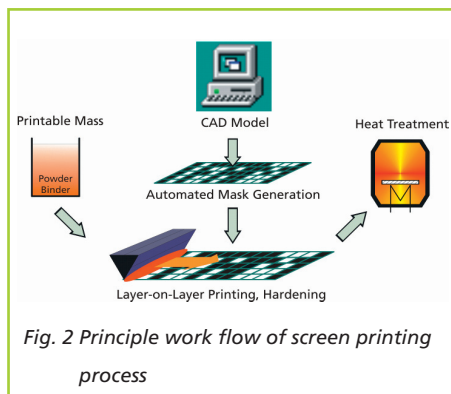 Printable Mass
CAD Model
Heat Treatment
Powder
Binder
Automated Mask Generation
Layer-on-Layer Printing, Hardening
Fig. 2 Principle work flow of screen printing
process